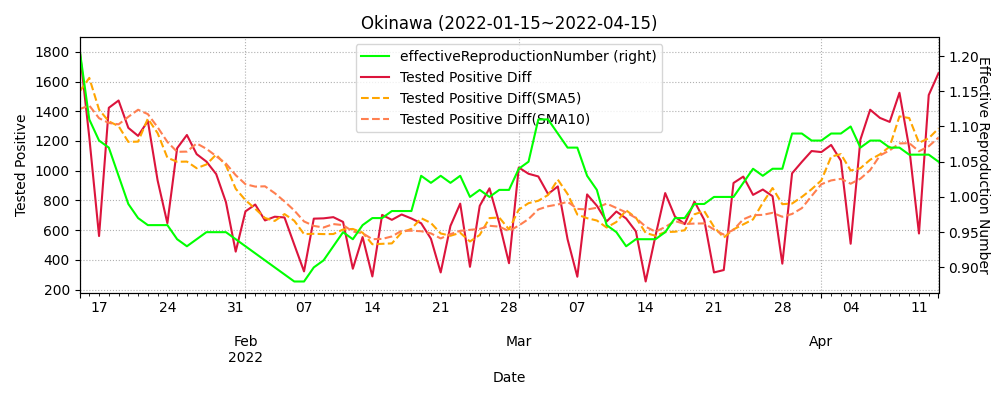 Okinawa (2022-01-15~2022-04-15)
effectiveReproductionNumber (right)
Tested Positive Diff
Tested Positive Diff(SMA5)
Tested Positive Diff(SMA10)
Tested Positive
1800
1600
1400
1200
1000
800
600
400
200
1.20
1.15
1.10
1.05
1.00
0.95
0.90
Effective Reproduction Number
17 24 31 07 14 21 28 07 14 21 28 04 11
Feb Mar Apr
2022
Date